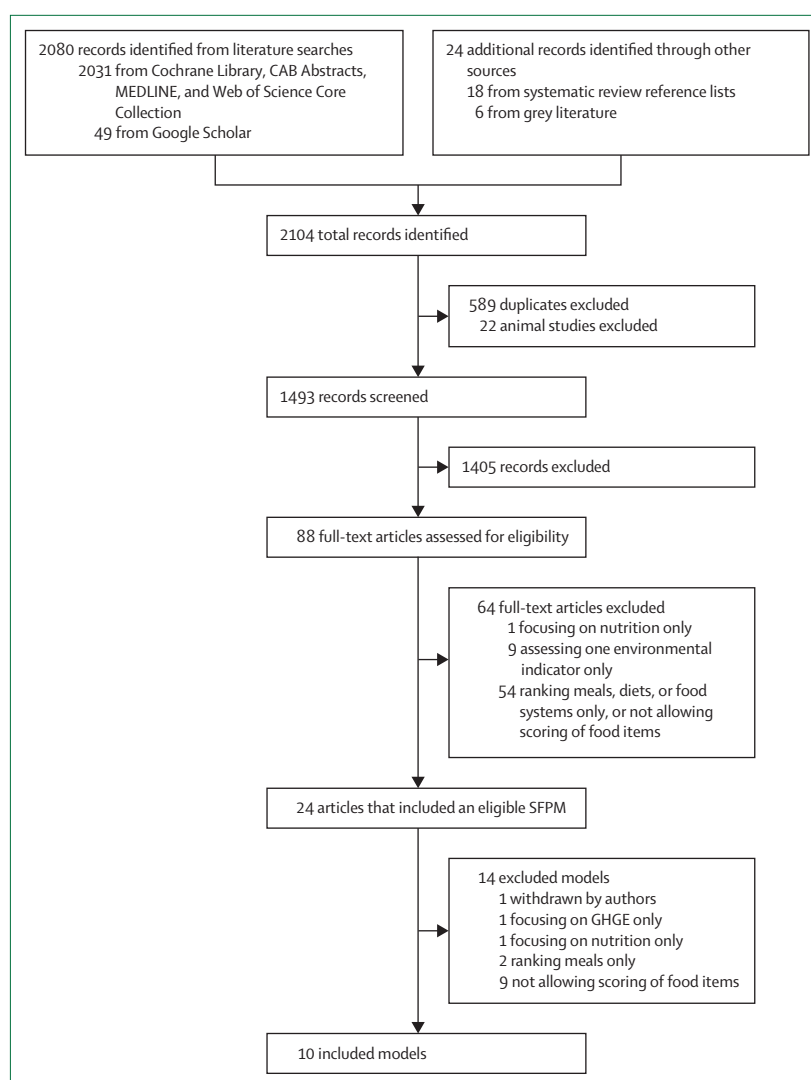 2080 records identified from literature searches
2031 from Cochrane Library, CAB Abstracts,
MEDLINE, and Web of Science Core
Collection
49 from Google Scholar
24 additional records identified through other
sources
18 from systematic review reference lists
6 from grey literature
2104 total records identified
589 duplicates excluded
22 animal studies excluded
1493 records screened
1405 records excluded
88 full-text articles assessed for eligibility
64 full-text articles excluded
1 focusing on nutrition only
9 assessing one environmental
indicator only
54 ranking meals, diets, or food
systems only, or not allowing
scoring of food items
24 articles that included an eligible SFPM
14 excluded models
1 withdrawn by authors
1 focusing on GHGE only
1 focusing on nutrition only
2 ranking meals only
9 not allowing scoring of food items
10 included models